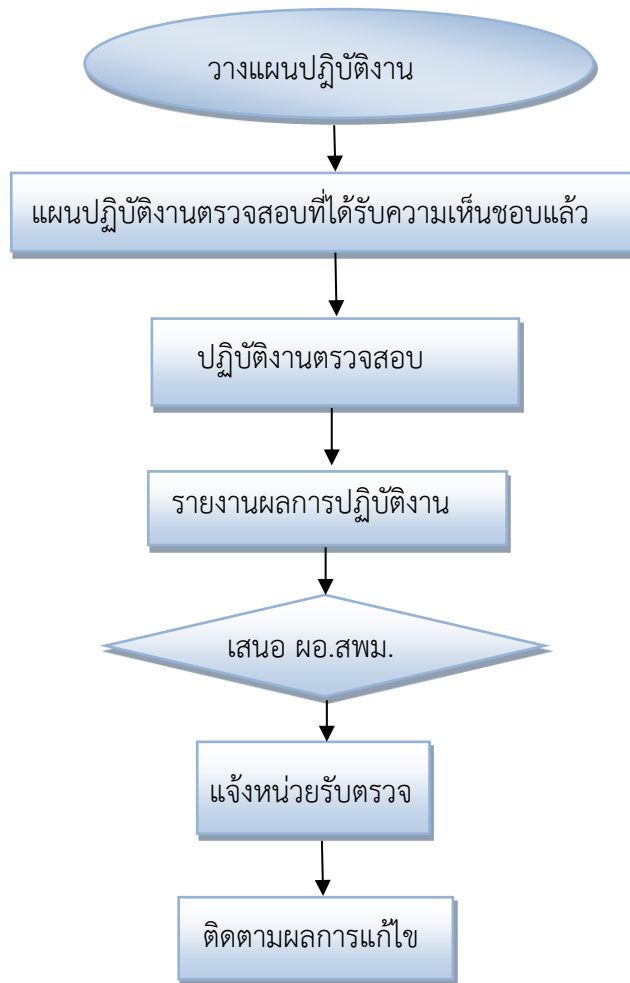 วางแผนปฏิบัติงาน
แผนปฏิบัติงานตรวจสอบที่ได้รับความเห็นชอบแล้ว
ปฏิบัติงานตรวจสอบ
รายงานผลการปฏิบัติงาน
เสนอ ผอ.สพม.
แจ้งหน่วยรับตรวจ
ติดตามผลการแก้ไข